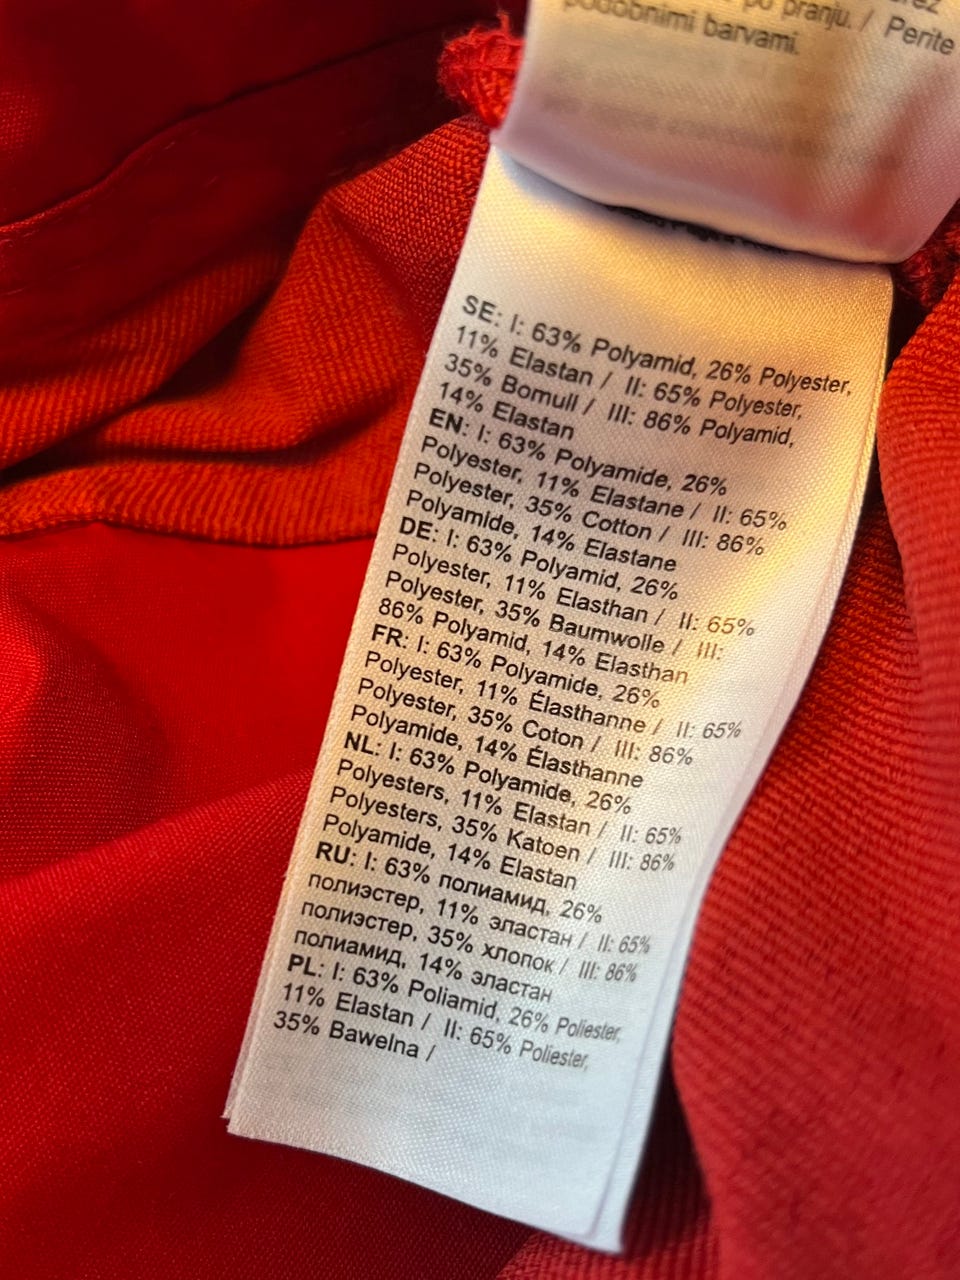 po pranju. / Perite
podobnimi barvami.
SE: I: 63% Polyamid, 26% Polyester,
11% Elastan / II: 65% Polyester,
35% Bomull / III: 86% Polyamid,
14% Elastan
EN: I: 63% Polyamide, 26%
Polyester, 11% Elastane / II: 65%
Polyester, 35% Cotton / III: 86%
Polyamide, 14% Elastane
DE: I: 63% Polyamid, 26%
Polyester, 11% Elasthan / II: 65%
Polyester, 35% Baumwolle / III:
86% Polyamid, 14% Elasthan
FR: I: 63% Polyamide, 26%
Polyester, 11% Élasthanne / II: 65%
Polyester, 35% Coton / III: 86%
Polyamide, 14% Élasthanne
NL: I: 63% Polyamide, 26%
Polyesters, 11% Elastan / II: 65%
Polyesters, 35% Katoen / III: 86%
Polyamide, 14% Elastan
RU: I: 63% полиамид, 26%
полиэстер, 11% эластан / II: 65%
полиэстер, 35% хлопок / III: 86%
полиамид, 14% эластан
PL: I: 63% Poliamid, 26% Poliester,
11% Elastan / II: 65% Poliester,
35% Bawelna /